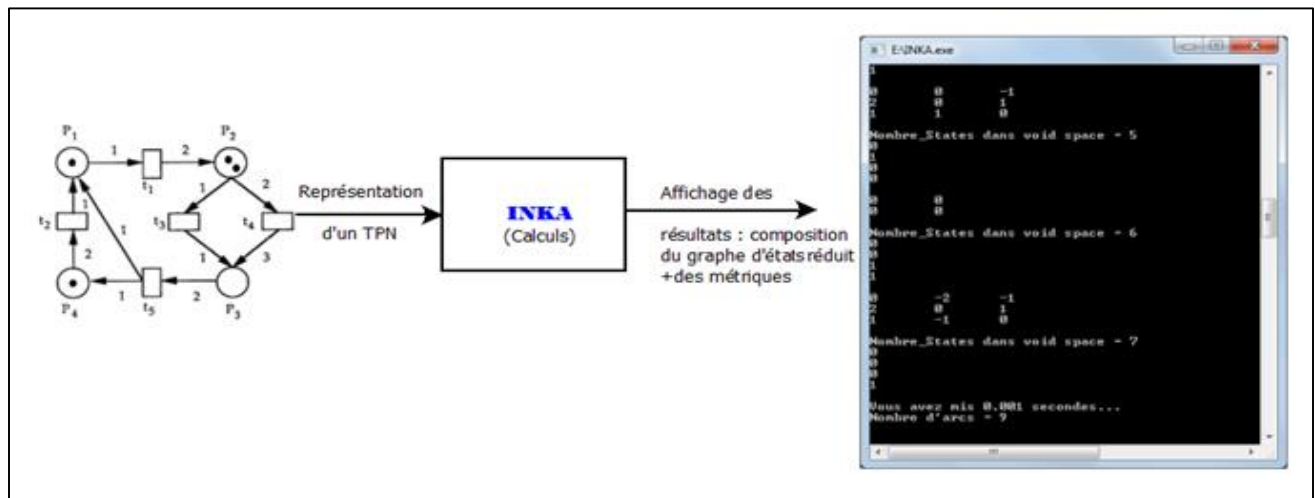 P1
1
t1
2
P2
1
2
t2
1
1
t3
t4
2
1
3
P4
1
t5
2
P3
Représentation
d'un TPN
INKA
(Calculs)
Affichage des
résultats : composition
du graphe d'états réduit
+des métriques
E:\INKA.exe
1
0 0 -1
2 0 1
1 1 0
Nombre_States dans void space = 5
0
1
0
0
0 0
0 0
Nombre_States dans void space = 6
0
0
1
1
0 -2 -1
2 0 1
1 -1 0
Nombre_States dans void space = 7
0
0
0
1
Vous avez mis 0.001 secondes...
Nombre d'arcs = 9